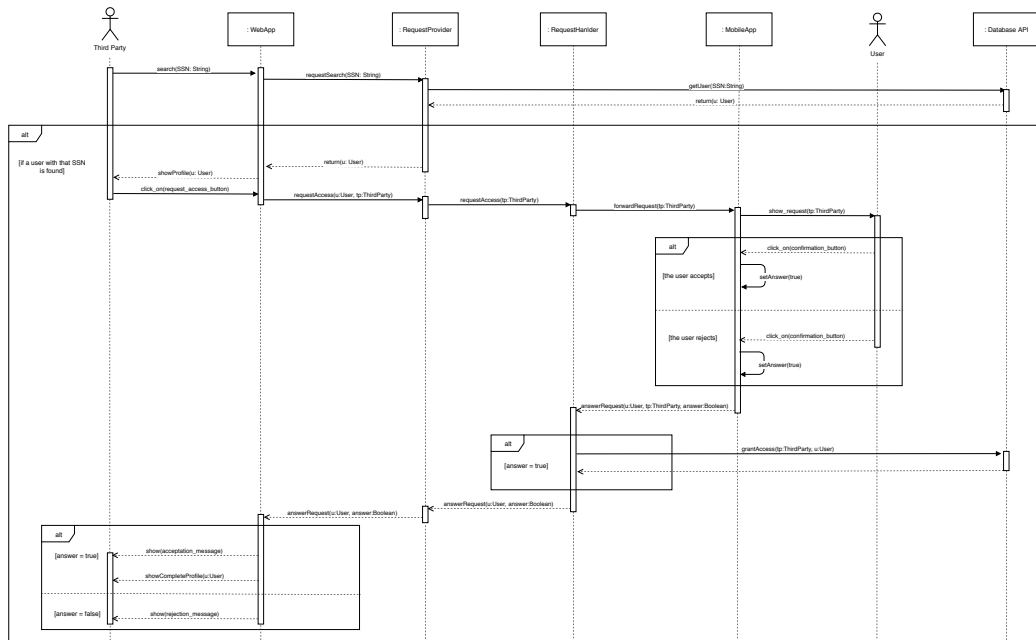 : WebApp
: RequestProvider
: RequestHanlder
: MobileApp
: Database API
Third Party
User
search(SSN: String)
requestSearch(SSN: String)
getUser(SSN:String)
return(u: User)
alt
[if a user with that SSN
is found]
return(u: User)
showProfile(u: User)
click_on(request_access_button)
requestAccess(u:User, tp:ThirdParty)
requestAccess(tp:ThirdParty)
forwardRequest(tp:ThirdParty)
show_request(tp:ThirdParty)
alt
click_on(confirmation_button)
[the user accepts]
setAnswer(true)
click_on(confirmation_button)
[the user rejects]
setAnswer(true)
answerRequest(u:User, tp:ThirdParty, answer:Boolean)
alt
grantAccess(tp:ThirdParty, u:User)
[answer = true]
answerRequest(u:User, answer:Boolean)
answerRequest(u:User, answer:Boolean)
alt
show(acceptation_message)
[answer = true]
showCompleteProfile(u:User)
[answer = false]
show(rejection_message)